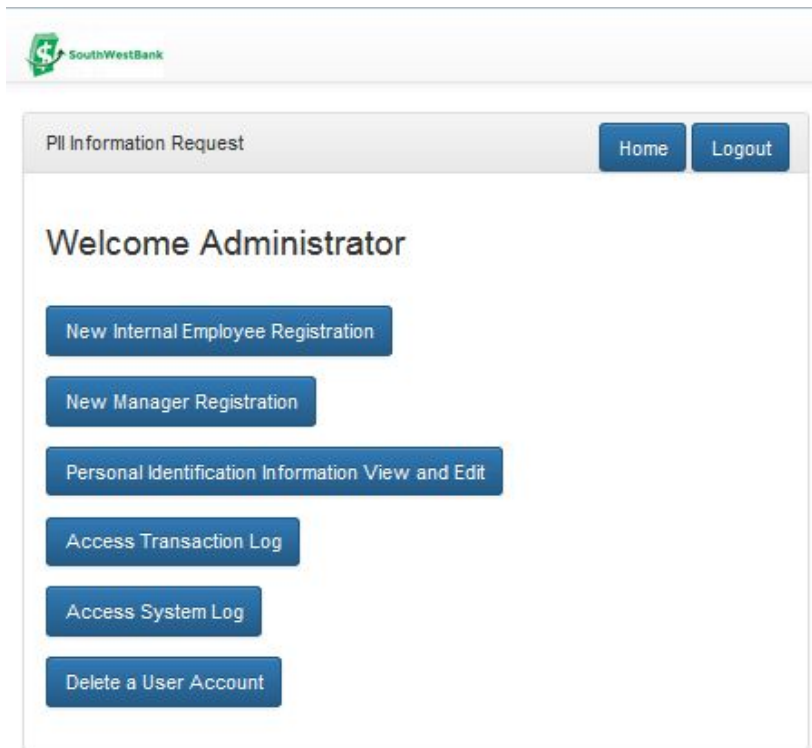 SouthWestBank
PII Information Request
Home
Logout
Welcome Administrator
New Internal Employee Registration
New Manager Registration
Personal Identification Information View and Edit
Access Transaction Log
Access System Log
Delete a User Account